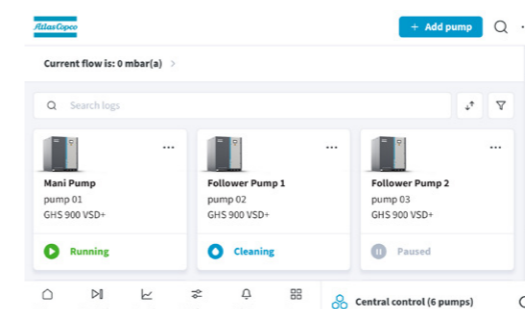 Atlas Copco
+ Add pump
Current flow is: 0 mbar(a) >
Search logs
Mani Pump
pump 01
GHS 900 VSD+
Running
Follower Pump 1
pump 02
GHS 900 VSD+
Cleaning
Follower Pump 2
pump 03
GHS 900 VSD+
Paused
Central control (6 pumps)